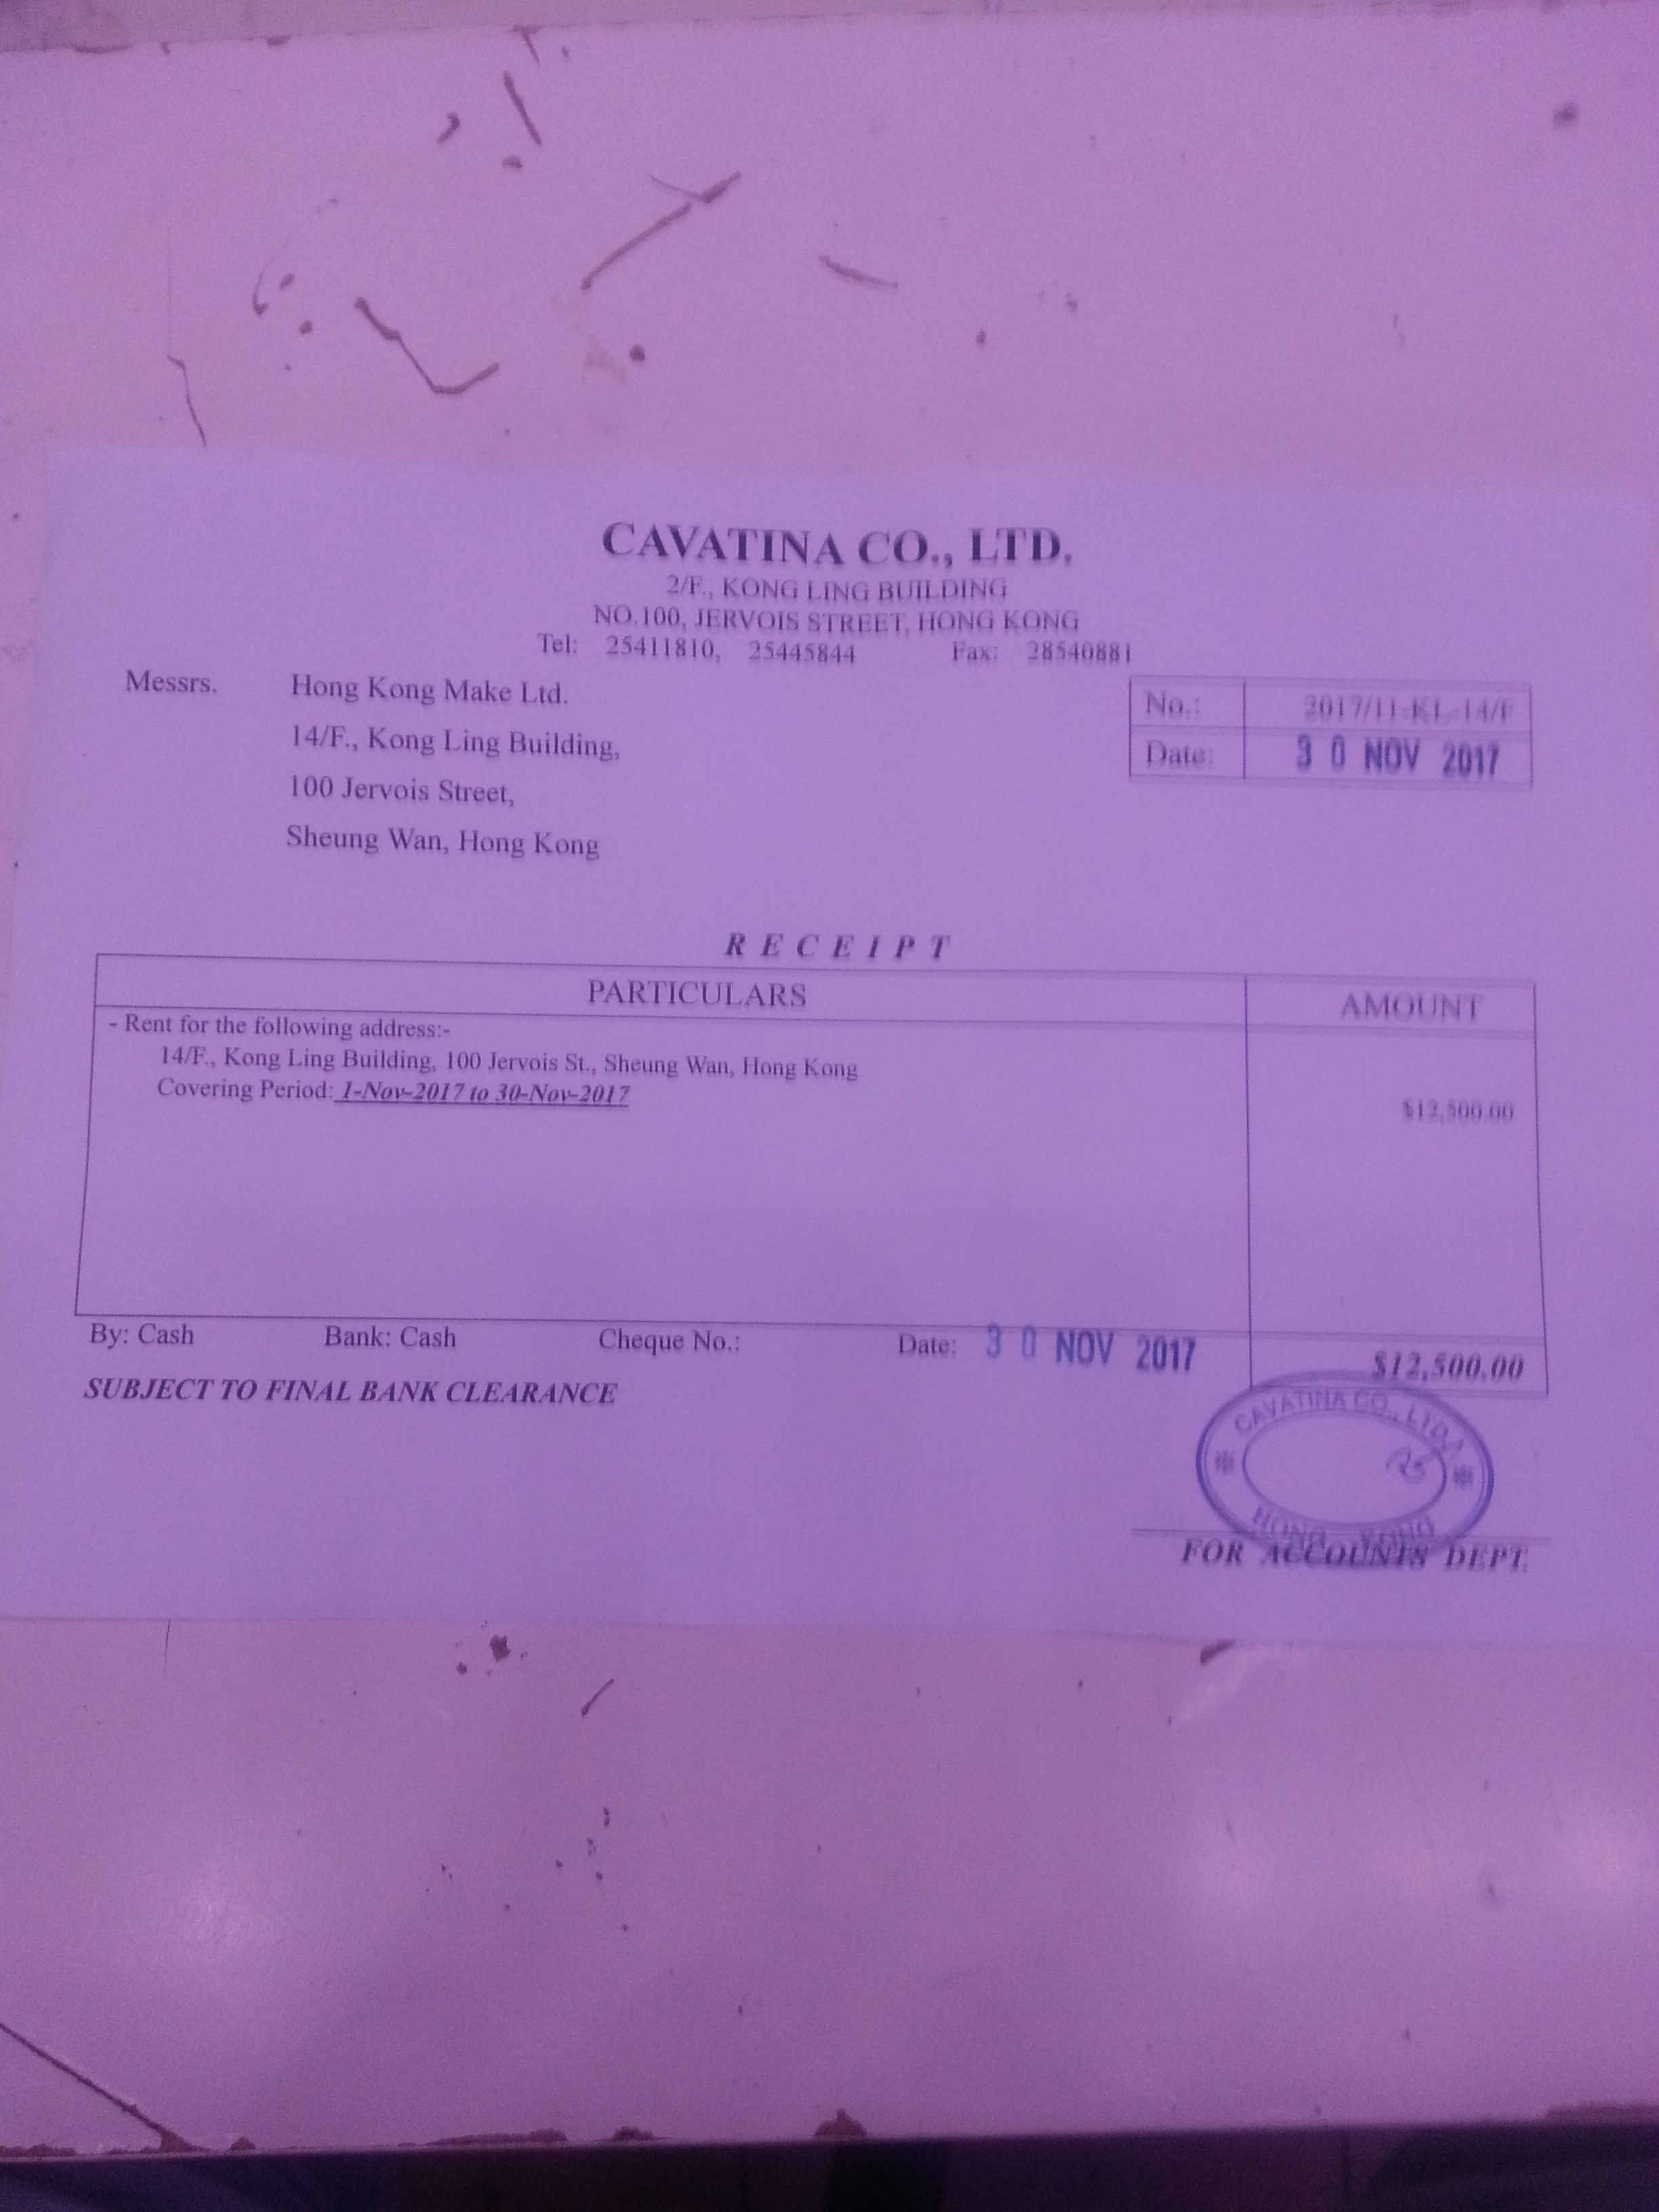 CAVATINA CO., LTD.
2/F., KONG LING BUILDING
NO.100, JERVOIS STREET, HONG KONG
Tel: 25411810, 25445844 Fax: 28540881
Messrs. Hong Kong Make Ltd.
14/F., Kong Ling Building,
100 Jervois Street,
Sheung Wan, Hong Kong
No.: 2017/11-KL-14/F
Date: 30 NOV 2017
RECEIPT
PARTICULARS AMOUNT
- Rent for the following address:-
14/F., Kong Ling Building, 100 Jervois St., Sheung Wan, Hong Kong
Covering Period: 1-Nov-2017 to 30-Nov-2017
$12,500.00
By: Cash Bank: Cash Cheque No.: Date: 30 NOV 2017 $12,500.00
SUBJECT TO FINAL BANK CLEARANCE
CAVATINA CO., LTD.
HONG KONG
FOR ACCOUNTS DEPT.